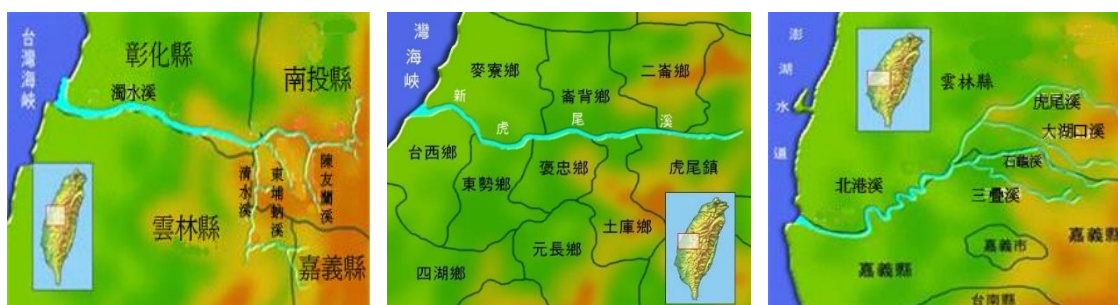 台灣海峽
彰化縣
南投縣
濁水溪
清水溪
東埔蚋溪
陳友蘭溪
雲林縣
嘉義縣
灣海峽
麥寮鄉
二崙鄉
崙背鄉
新虎尾溪
台西鄉
東勢鄉
褒忠鄉
虎尾鎮
土庫鄉
元長鄉
四湖鄉
澎湖水道
雲林縣
虎尾溪
大湖口溪
石龜溪
北港溪
三疊溪
嘉義市
嘉義縣
嘉義縣
台南縣